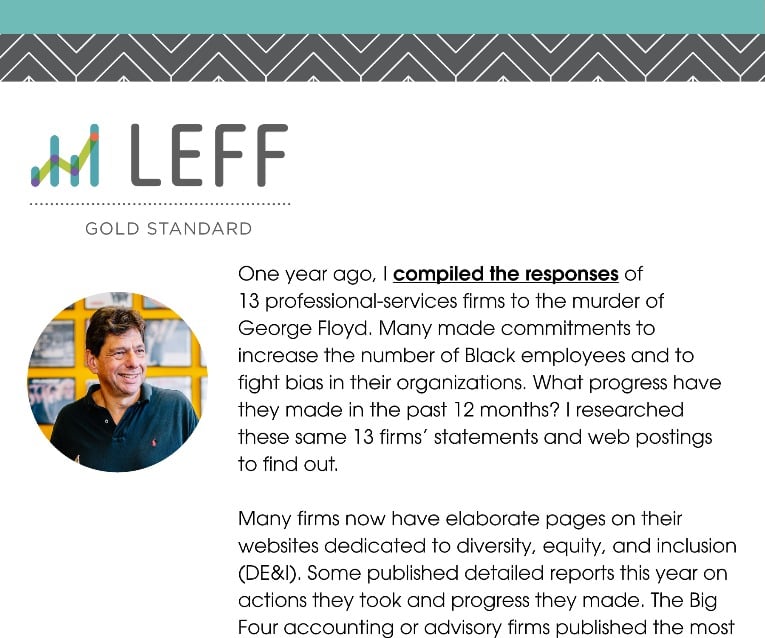 LEFF
GOLD STANDARD
One year ago, I compiled the responses of
13 professional-services firms to the murder of
George Floyd. Many made commitments to
increase the number of Black employees and to
fight bias in their organizations. What progress have
they made in the past 12 months? I researched
these same 13 firms’ statements and web postings
to find out.
Many firms now have elaborate pages on their
websites dedicated to diversity, equity, and inclusion
(DE&I). Some published detailed reports this year on
actions they took and progress they made. The Big
Four accounting or advisory firms published the most